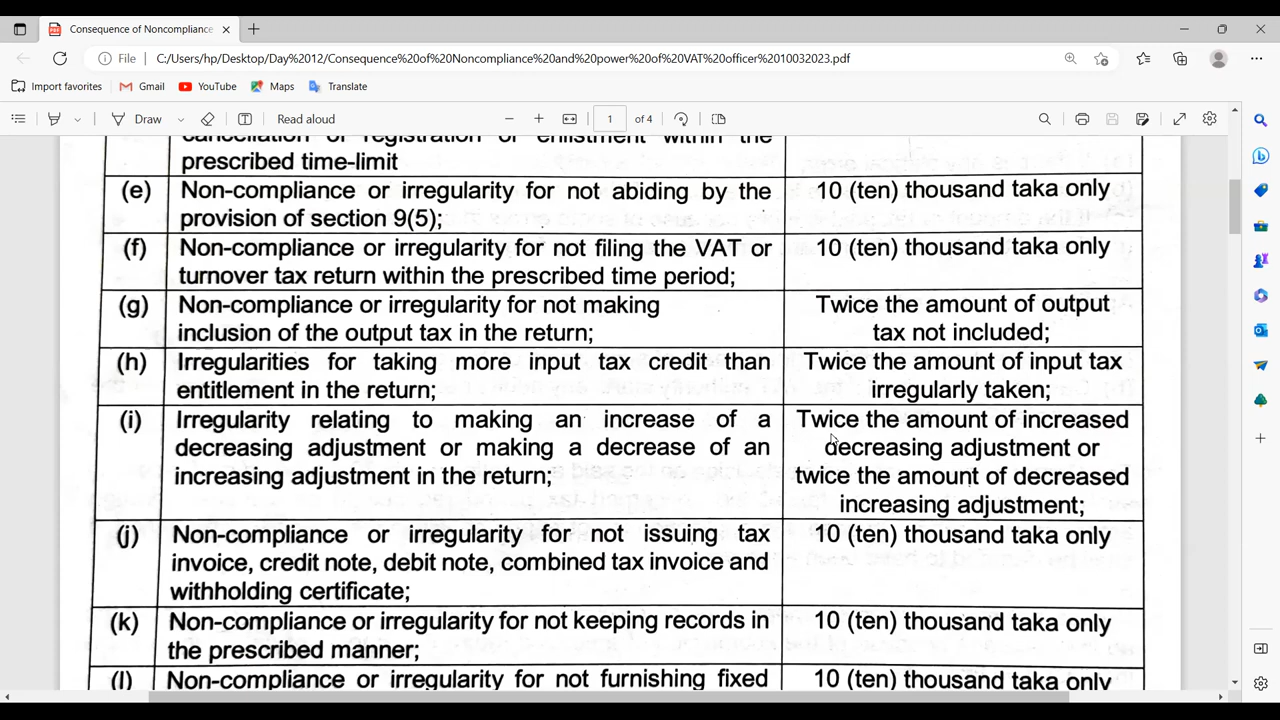 Consequence of Noncompliance
File
C:/Users/hp/Desktop/Day%2012/Consequence%20of%20Noncompliance%20and%20power%20of%20VAT%20officer%2010032023.pdf
Import favorites
Gmail
YouTube
Maps
Translate
Draw
Read aloud
1
of 4
cancellation of registration or enlistment within the
prescribed time-limit
(e) Non-compliance or irregularity for not abiding by the
provision of section 9(5);
10 (ten) thousand taka only
(f) Non-compliance or irregularity for not filing the VAT or
turnover tax return within the prescribed time period;
10 (ten) thousand taka only
(g) Non-compliance or irregularity for not making
inclusion of the output tax in the return;
Twice the amount of output
tax not included;
(h) Irregularities for taking more input tax credit than
entitlement in the return;
Twice the amount of input tax
irregularly taken;
(i) Irregularity relating to making an increase of a
decreasing adjustment or making a decrease of an
increasing adjustment in the return;
Twice the amount of increased
decreasing adjustment or
twice the amount of decreased
increasing adjustment;
(j) Non-compliance or irregularity for not issuing tax
invoice, credit note, debit note, combined tax invoice and
withholding certificate;
10 (ten) thousand taka only
(k) Non-compliance or irregularity for not keeping records in
the prescribed manner;
10 (ten) thousand taka only
(l) Non-compliance or irregularity for not furnishing fixed
10 (ten) thousand taka only